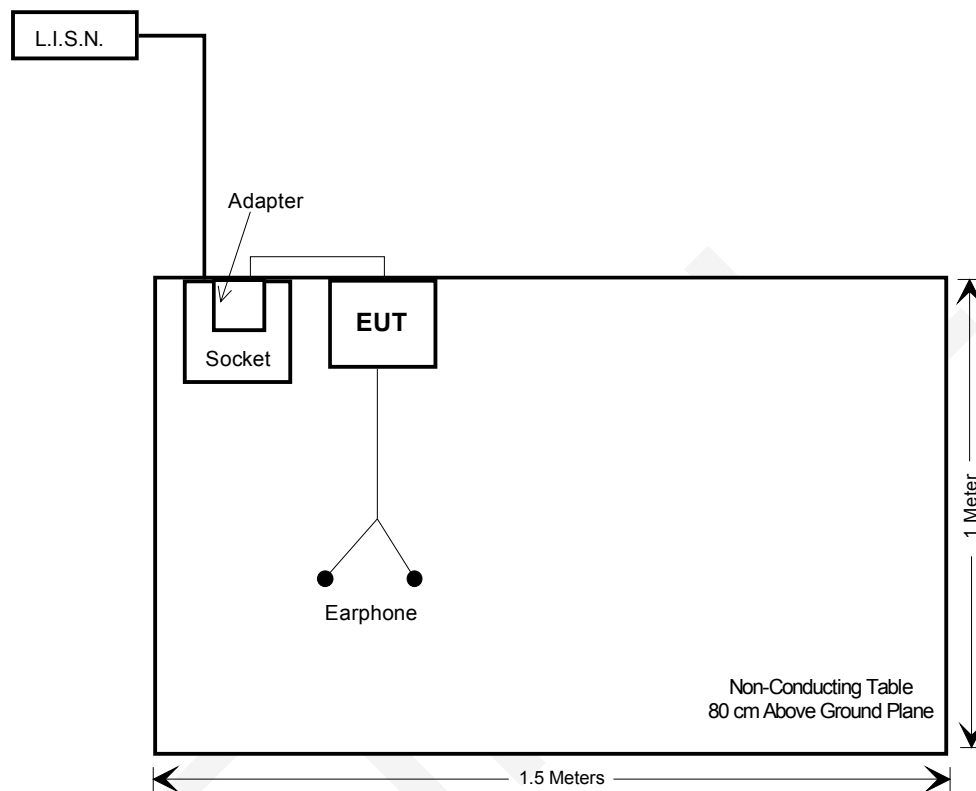 L.I.S.N.
Adapter
EUT
Socket
Earphone
1 Meter
Non-Conducting Table
80 cm Above Ground Plane
1.5 Meters